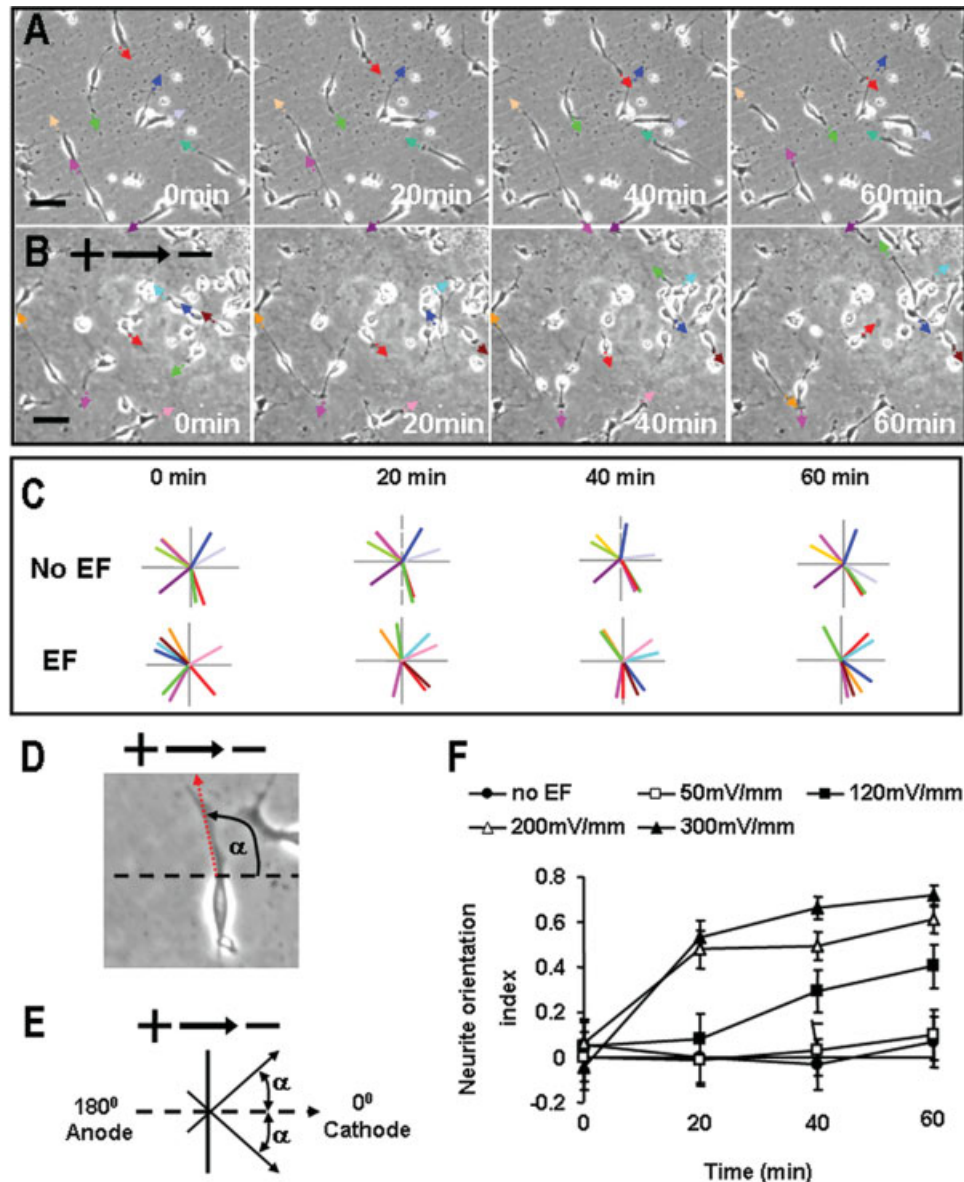 A
0min 20min 40min 60min
B + −
0min 20min 40min 60min
C
0 min 20 min 40 min 60 min
No EF
EF
D + −
α
E + −
180⁰
Anode
α
α
0⁰
Cathode
F
no EF 50mV/mm 120mV/mm
200mV/mm 300mV/mm
Neurite orientation
index
0.8
0.6
0.4
0.2
0
-0.2
0 20 40 60
Time (min)